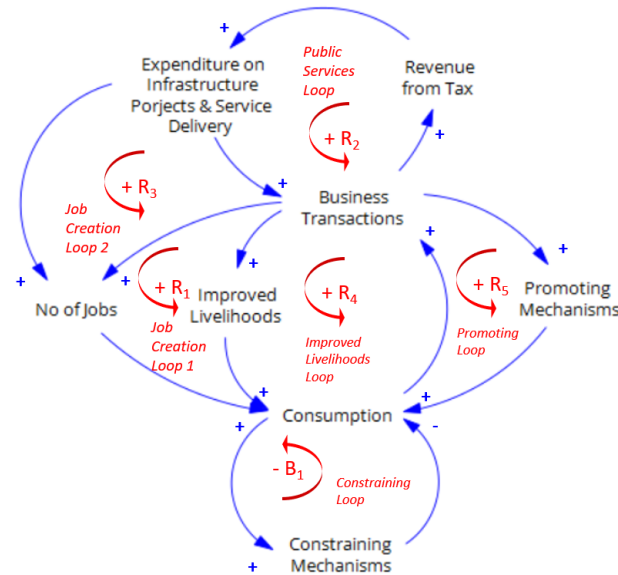 +
Expenditure on
Infrastructure
Porjects & Service
Delivery
Public
Services
Loop
Revenue
from Tax
+ R2
+
+
+ R3
Job
Creation
Loop 2
Business
Transactions
+
+
+
+
+
+ R1
Improved
Livelihoods
+ R4
+ R5
Promoting
Mechanisms
No of Jobs
Job
Creation
Loop 1
Improved
Livelihoods
Loop
Promoting
Loop
+
+
Consumption
+
-
- B1
Constraining
Loop
Constraining
Mechanisms
+